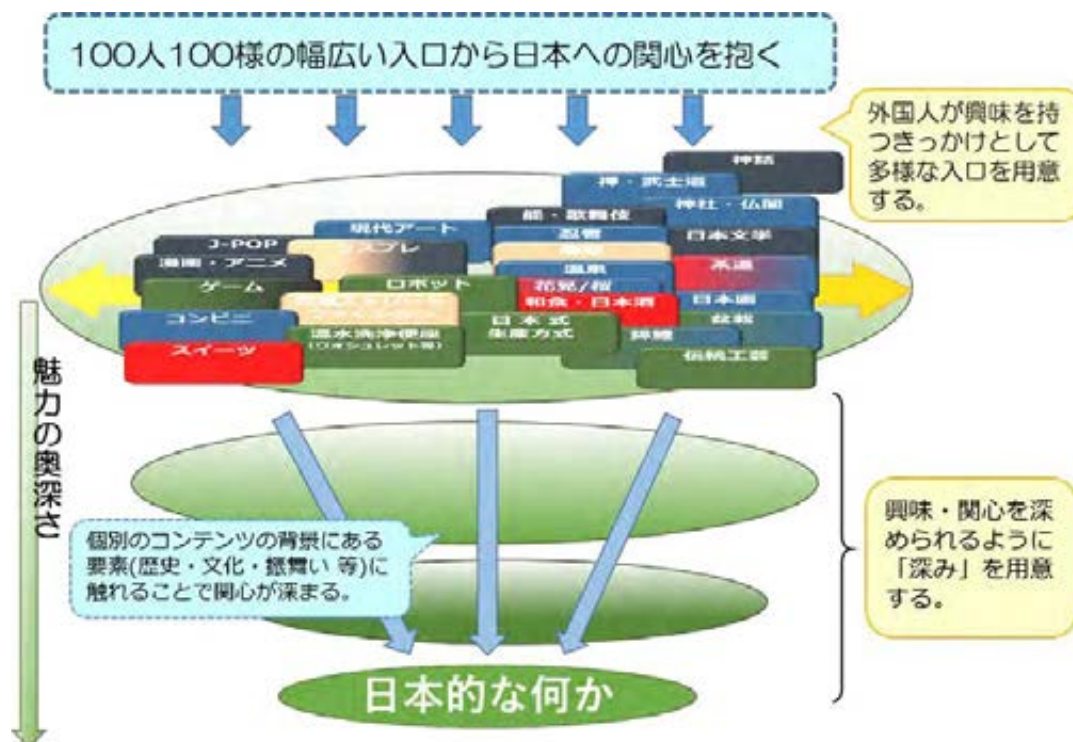 100人100様の幅広い入口から日本への関心を抱く
外国人が興味を持
つきっかけとして
多様な入口を用意
する。
神話
禅・武士道
神社・仏閣
能・歌舞伎
現代アート
忍者
日本文学
J-POP
スプレ
漫画・アニメ
温泉
茶道
ゲーム
ロボット
花見/桜
和食・日本酒
日本画
コンビニ
日本式
生産方式
盆栽
温水洗浄便座
(ウォシュレット等)
錦鯉
スイーツ
伝統工芸
魅力の奥深さ
個別のコンテンツの背景にある
要素(歴史・文化・振舞い 等)に
触れることで関心が深まる。
興味・関心を深
められるように
「深み」を用意
する。
日本的な何か